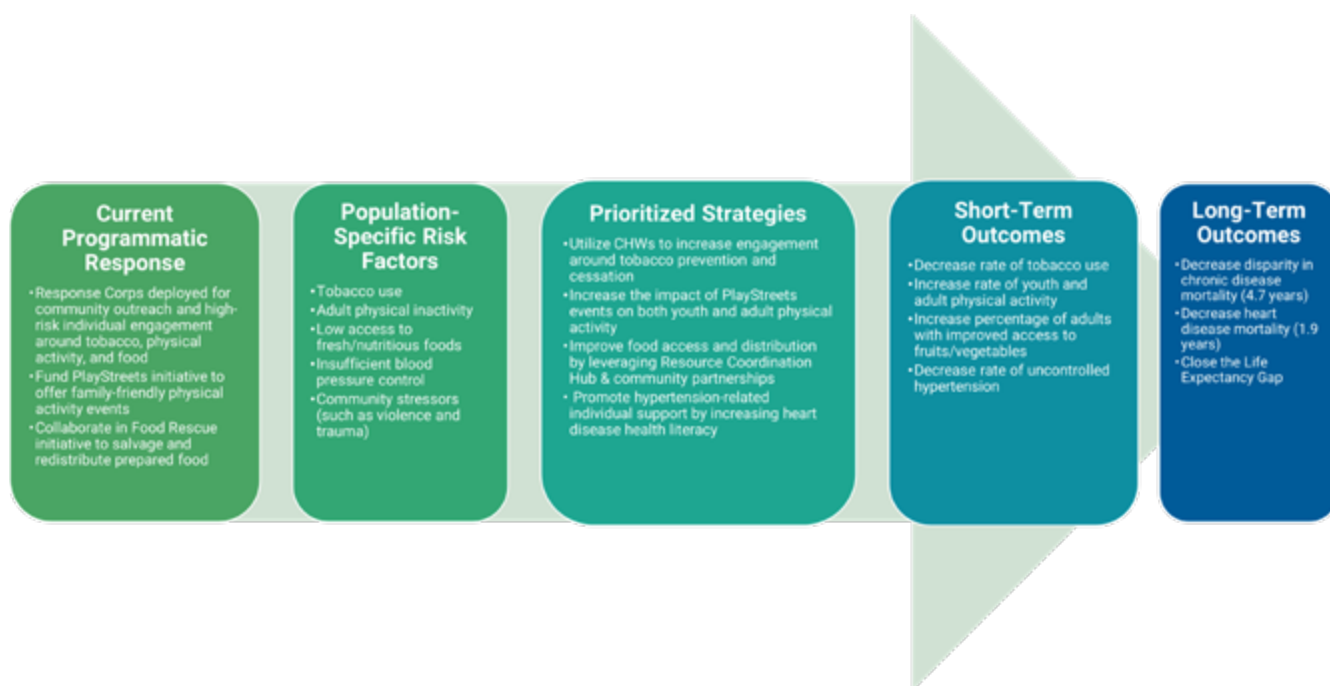 Current
Programmatic
Response
•Response Corps deployed for
community outreach and high-
risk individual engagement
around tobacco, physical
activity, and food
•Fund PlayStreets initiative to
offer family-friendly physical
activity events
•Collaborate in Food Rescue
initiative to salvage and
redistribute prepared food
Population-
Specific Risk
Factors
•Tobacco use
•Adult physical inactivity
•Low access to
fresh/nutritious foods
•Insufficient blood
pressure control
•Community stressors
(such as violence and
trauma)
Prioritized Strategies
•Utilize CHWs to increase engagement
around tobacco prevention and
cessation
•Increase the impact of PlayStreets
events on both youth and adult physical
activity
•Improve food access and distribution
by leveraging Resource Coordination
Hub & community partnerships
• Promote hypertension-related
individual support by increasing heart
disease health literacy
Short-Term
Outcomes
•Decrease rate of tobacco use
•Increase rate of youth and
adult physical activity
•Increase percentage of adults
with improved access to
fruits/vegetables
•Decrease rate of uncontrolled
hypertension
Long-Term
Outcomes
•Decrease disparity in
chronic disease
mortality (4.7 years)
•Decrease heart
disease mortality (1.9
years)
•Close the Life
Expectancy Gap